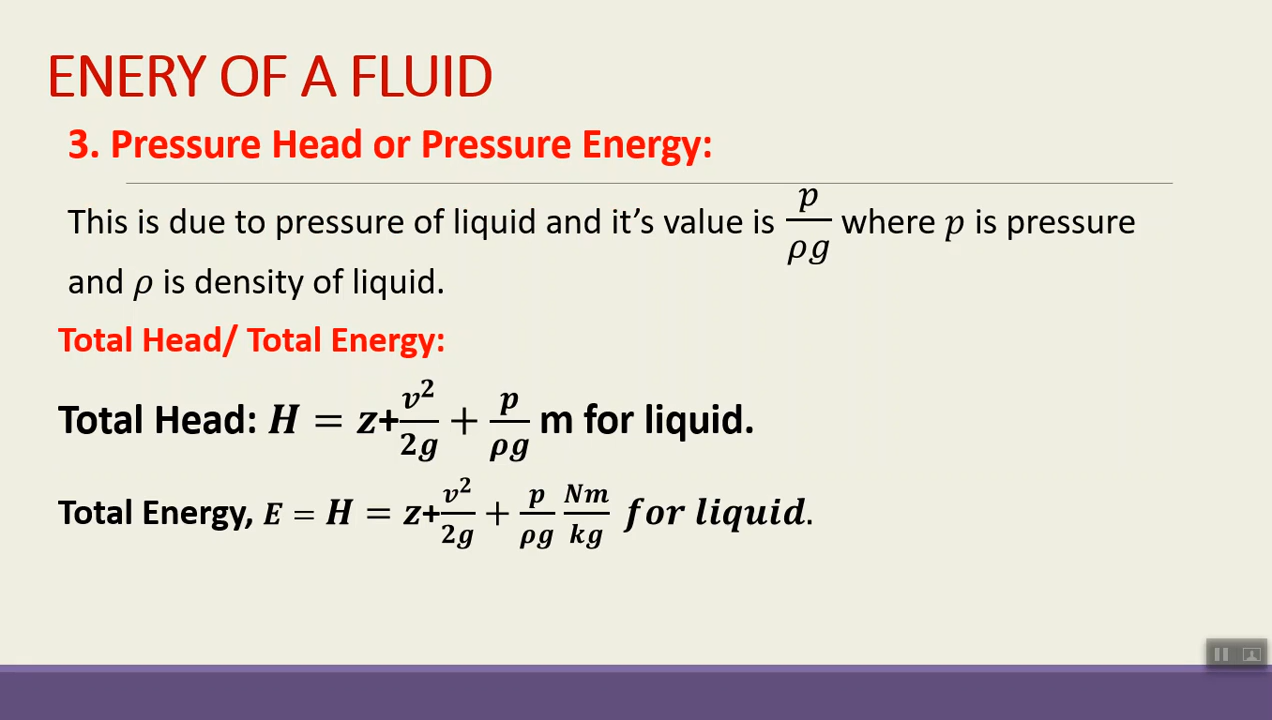 ENERY OF A FLUID
3. Pressure Head or Pressure Energy:
This is due to pressure of liquid and it's value is p/ρg where p is pressure
and ρ is density of liquid.
Total Head/ Total Energy:
Total Head: H = z+v²/2g + p/ρg m for liquid.
Total Energy, E = H = z+v²/2g + p/ρg Nm/kg for liquid.